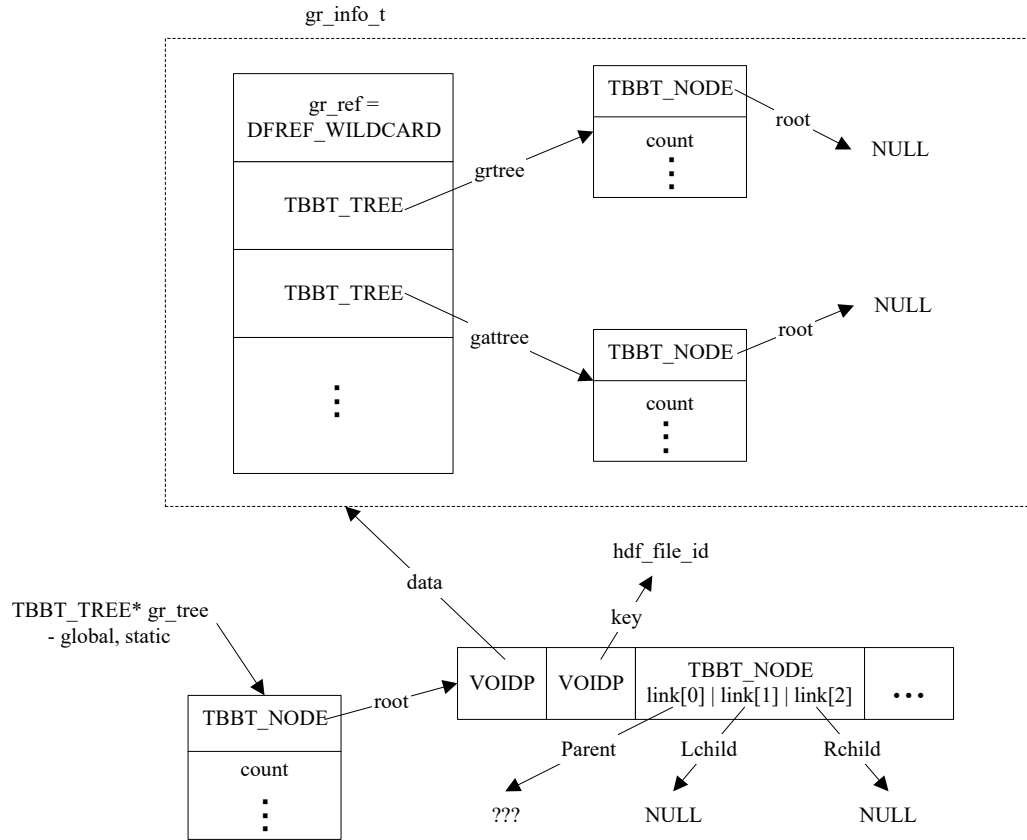 gr_info_t
gr_ref =
DFREF_WILDCARD
TBBT_TREE
grtree
TBBT_NODE
root
NULL
count
TBBT_TREE
gattree
TBBT_NODE
root
NULL
count
data
hdf_file_id
key
TBBT_TREE* gr_tree
- global, static
TBBT_NODE
root
count
VOIDP
VOIDP
TBBT_NODE
link[0] | link[1] | link[2]
...
Parent
Lchild
Rchild
???
NULL
NULL